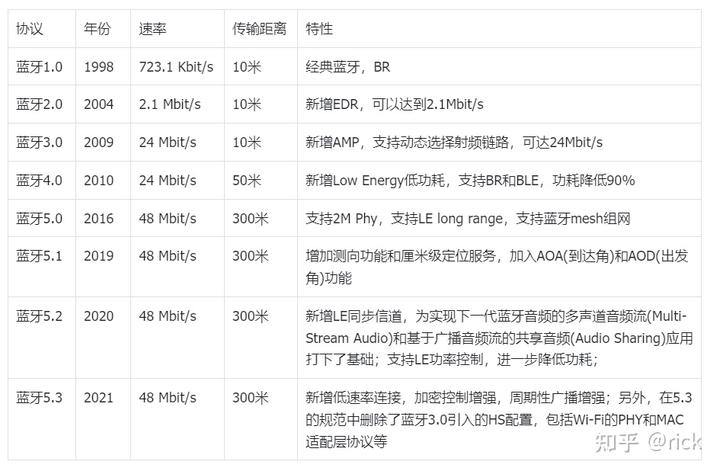 协议 年份 速率 传输距离 特性
蓝牙1.0 1998 723.1 Kbit/s 10米 经典蓝牙，BR
蓝牙2.0 2004 2.1 Mbit/s 10米 新增EDR，可以达到2.1Mbit/s
蓝牙3.0 2009 24 Mbit/s 10米 新增AMP，支持动态选择射频链路，可达24Mbit/s
蓝牙4.0 2010 24 Mbit/s 50米 新增Low Energy低功耗，支持BR和BLE，功耗降低90%
蓝牙5.0 2016 48 Mbit/s 300米 支持2M Phy，支持LE long range，支持蓝牙mesh组网
蓝牙5.1 2019 48 Mbit/s 300米 增加测向功能和厘米级定位服务，加入AOA(到达角)和AOD(出发
角)功能
蓝牙5.2 2020 48 Mbit/s 300米 新增LE同步信道，为实现下一代蓝牙音频的多声道音频流(Multi-
Stream Audio)和基于广播音频流的共享音频(Audio Sharing)应用
打下了基础；支持LE功率控制，进一步降低功耗；
蓝牙5.3 2021 48 Mbit/s 300米 新增低速率连接，加密控制增强，周期性广播增强；另外，在5.3
的规范中删除了蓝牙3.0引入的HS配置，包括Wi-Fi的PHY和MAC
适配层协议等
知乎 @rick